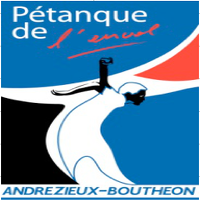 Pétanque
de l'envol
ANDREZIEUX-BOUTHEON